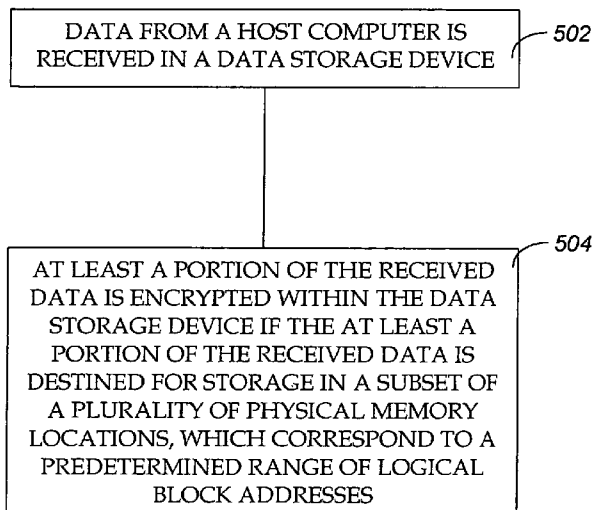 DATA FROM A HOST COMPUTER IS
RECEIVED IN A DATA STORAGE DEVICE
502
504
AT LEAST A PORTION OF THE RECEIVED
DATA IS ENCRYPTED WITHIN THE DATA
STORAGE DEVICE IF THE AT LEAST A
PORTION OF THE RECEIVED DATA IS
DESTINED FOR STORAGE IN A SUBSET OF
A PLURALITY OF PHYSICAL MEMORY
LOCATIONS, WHICH CORRESPOND TO A
PREDETERMINED RANGE OF LOGICAL
BLOCK ADDRESSES